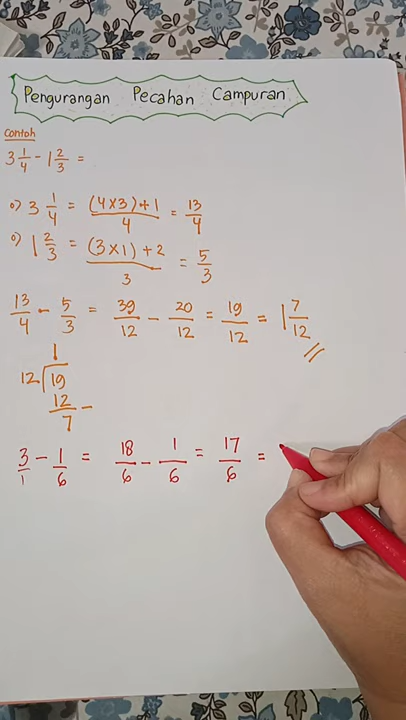 Pengurangan Pecahan Campuran
Contoh
3 1/4 - 1 2/3 =
o) 3 1/4 = (4x3)+1/4 = 13/4
o) 1 2/3 = (3x1)+2/3 = 5/3
13/4 - 5/3 = 39/12 - 20/12 = 19/12 = 1 7/12 //
1
12 √19
12 -
7
3/1 - 1/6 = 18/6 - 1/6 = 17/6 =